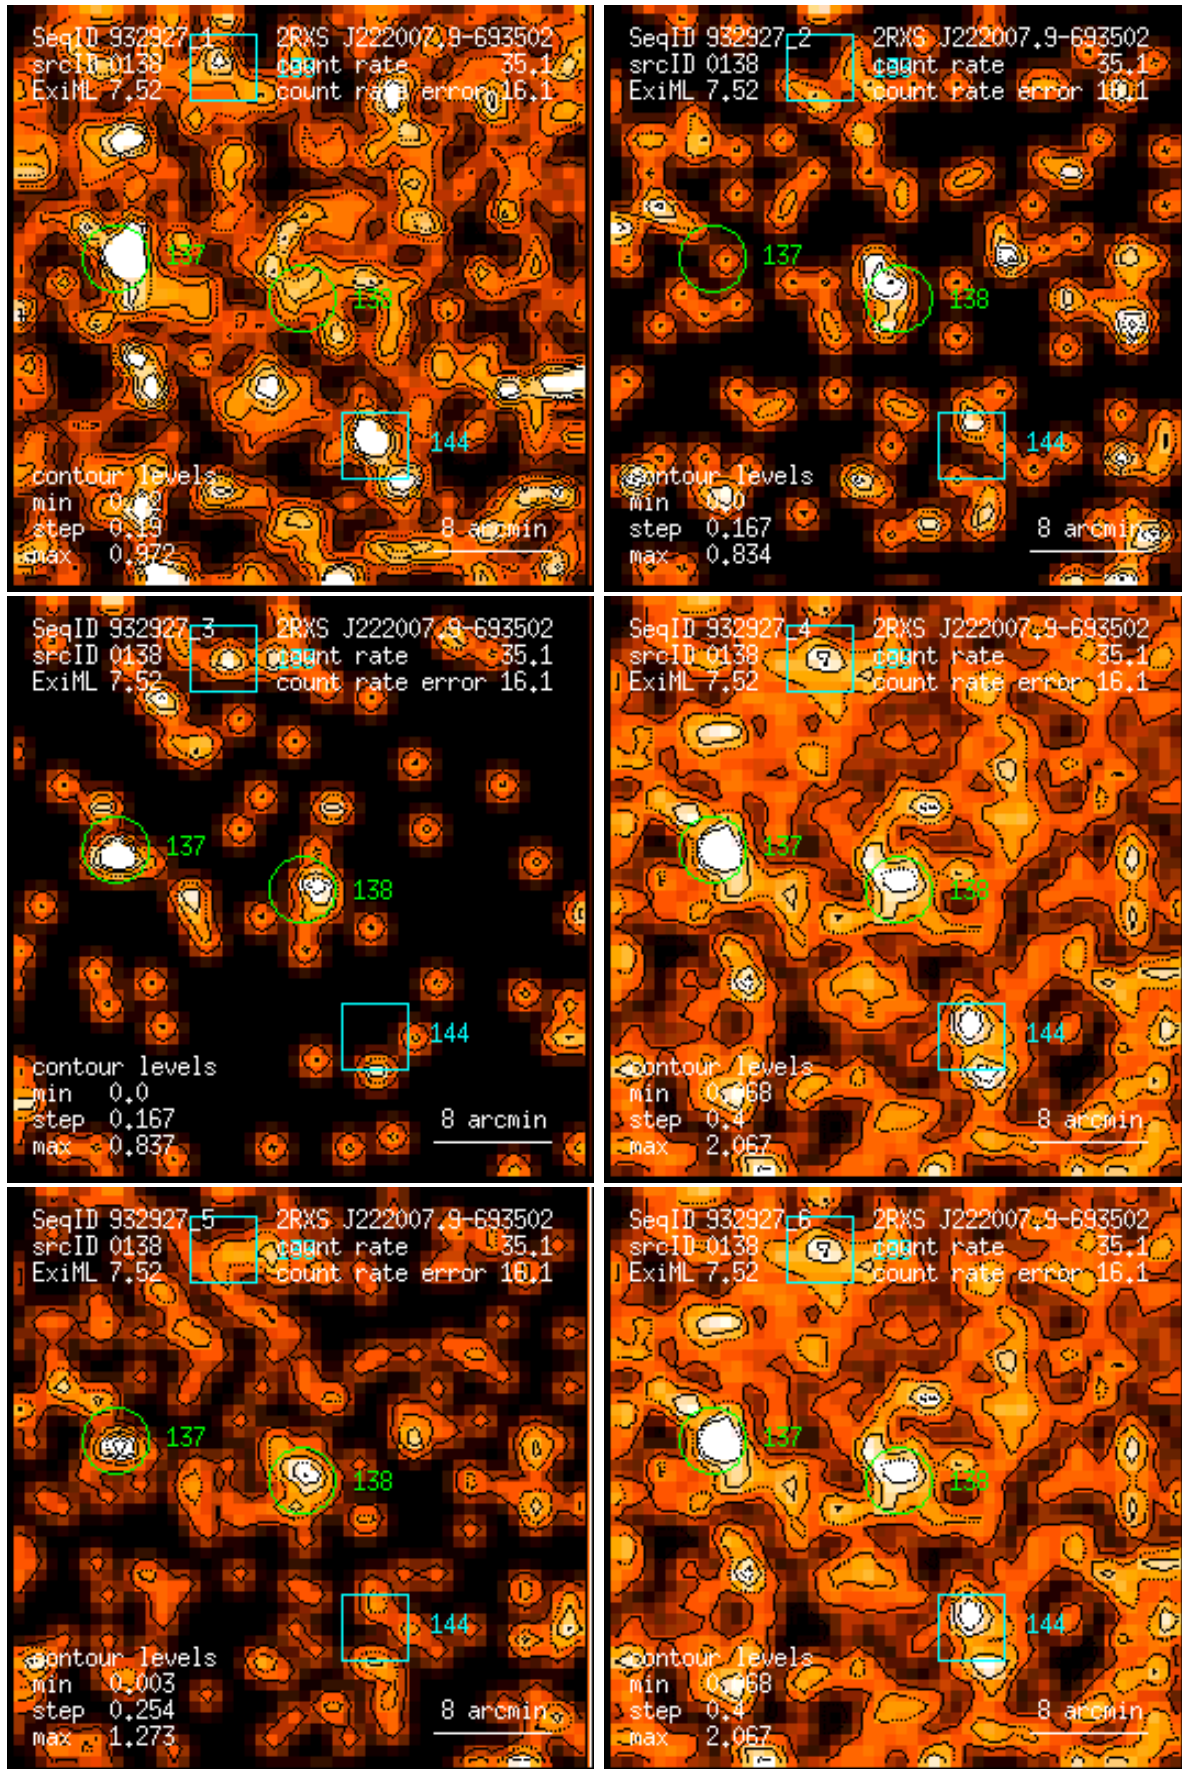 SeqID 932927_1 2RXS J222007.9-693502
srcID 0138 count rate 35.1
ExiML 7.52 count rate error 16.1
137
138
144
contour levels
min
step 0.19
max 0.972
8 arcmin
SeqID 932927_2 2RXS J222007.9-693502
srcID 0138 count rate 35.1
ExiML 7.52 count rate error 16.1
137
138
144
contour levels
min 0.0
step 0.167
max 0.834
8 arcmin
SeqID 932927_3 2RXS J222007.9-693502
srcID 0138 count rate 35.1
ExiML 7.52 count rate error 16.1
137
138
144
contour levels
min 0.0
step 0.167
max 0.837
8 arcmin
SeqID 932927_4 2RXS J222007.9-693502
srcID 0138 count rate 35.1
ExiML 7.52 count rate error 16.1
137
138
144
contour levels
min 0.068
step 0.4
max 2.067
8 arcmin
SeqID 932927_5 2RXS J222007.9-693502
srcID 0138 count rate 35.1
ExiML 7.52 count rate error 16.1
137
138
144
contour levels
min 0.003
step 0.254
max 1.273
8 arcmin
SeqID 932927_6 2RXS J222007.9-693502
srcID 0138 count rate 35.1
ExiML 7.52 count rate error 16.1
137
138
144
contour levels
min 0.068
step 0.4
max 2.067
8 arcmin